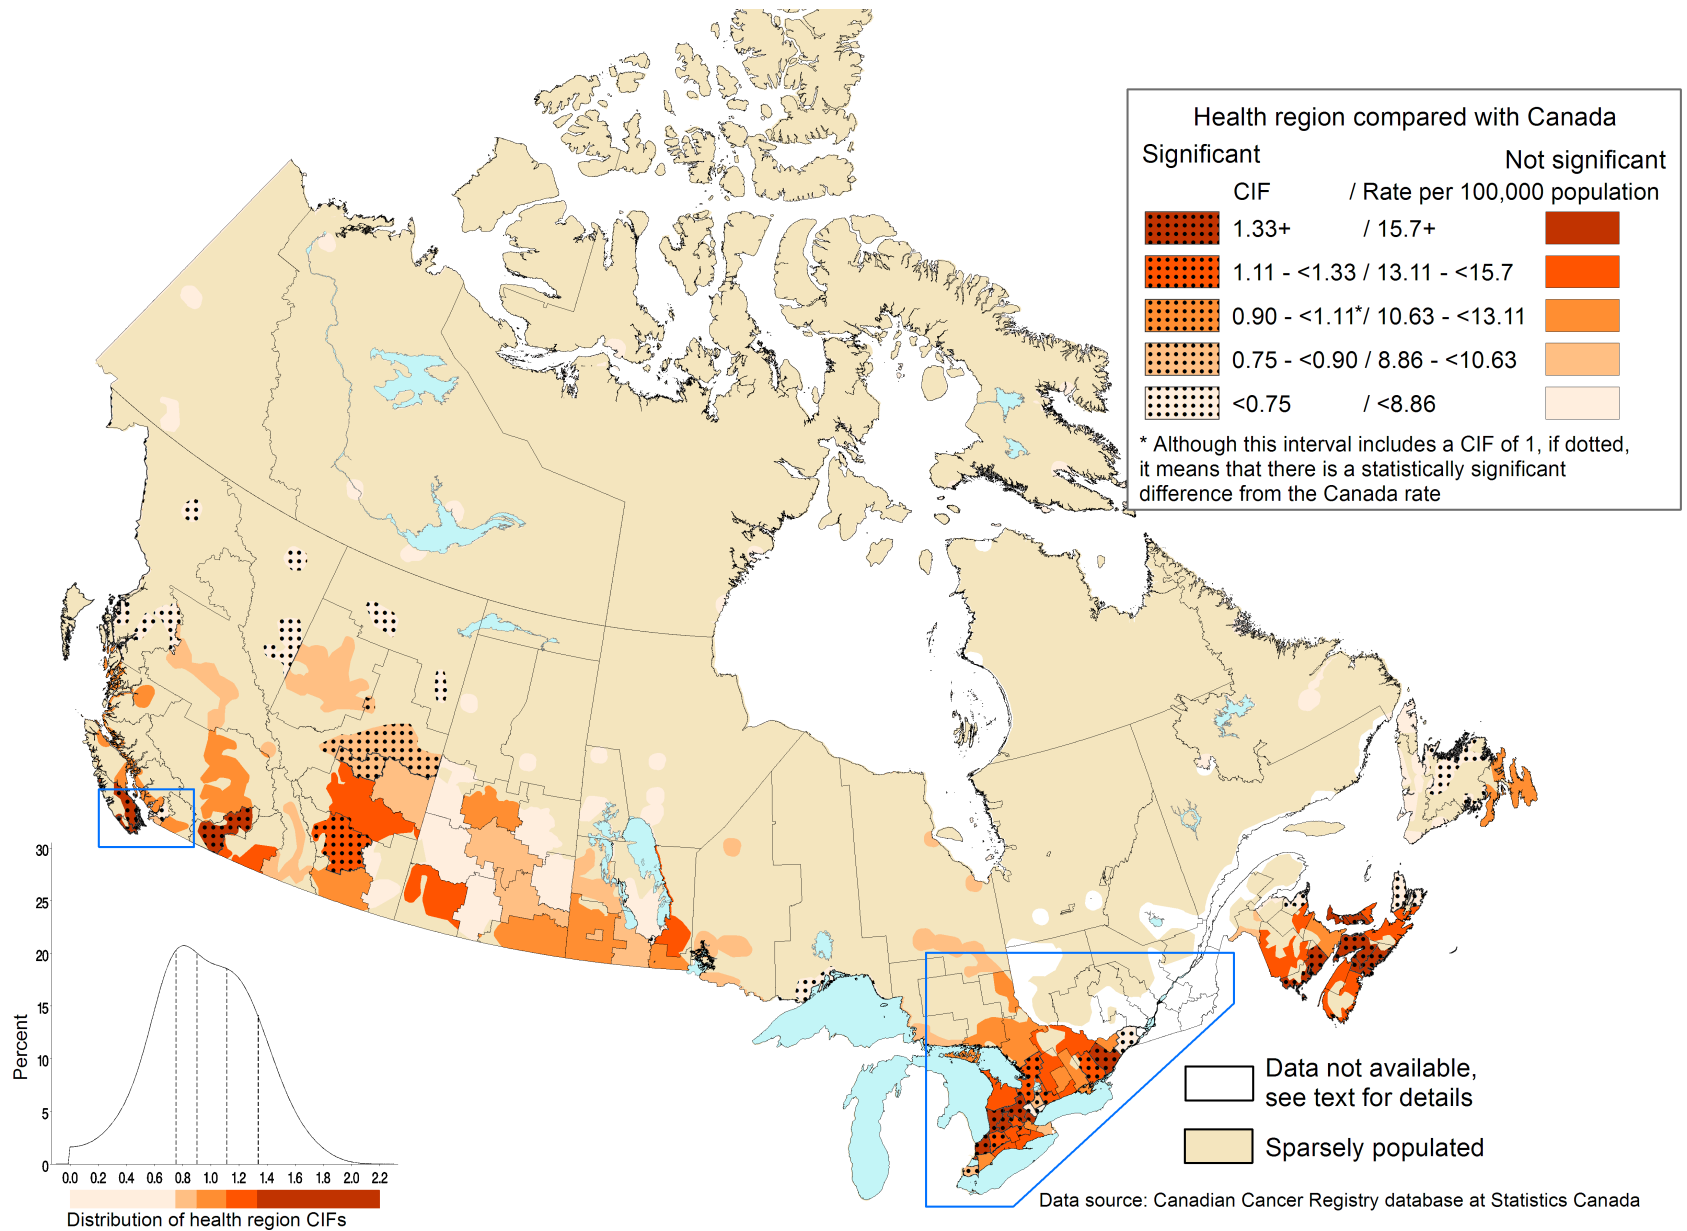 Health region compared with Canada
Significant
Not significant
CIF / Rate per 100,000 population
1.33+ / 15.7+
1.11 - <1.33 / 13.11 - <15.7
0.90 - <1.11*/ 10.63 - <13.11
0.75 - <0.90 / 8.86 - <10.63
<0.75 / <8.86
* Although this interval includes a CIF of 1, if dotted,
it means that there is a statistically significant
difference from the Canada rate
30
25
20
15
10
5
0
Percent
0.0 0.2 0.4 0.6 0.8 1.0 1.2 1.4 1.6 1.8 2.0 2.2
Distribution of health region CIFs
Data not available,
see text for details
Sparsely populated
Data source: Canadian Cancer Registry database at Statistics Canada